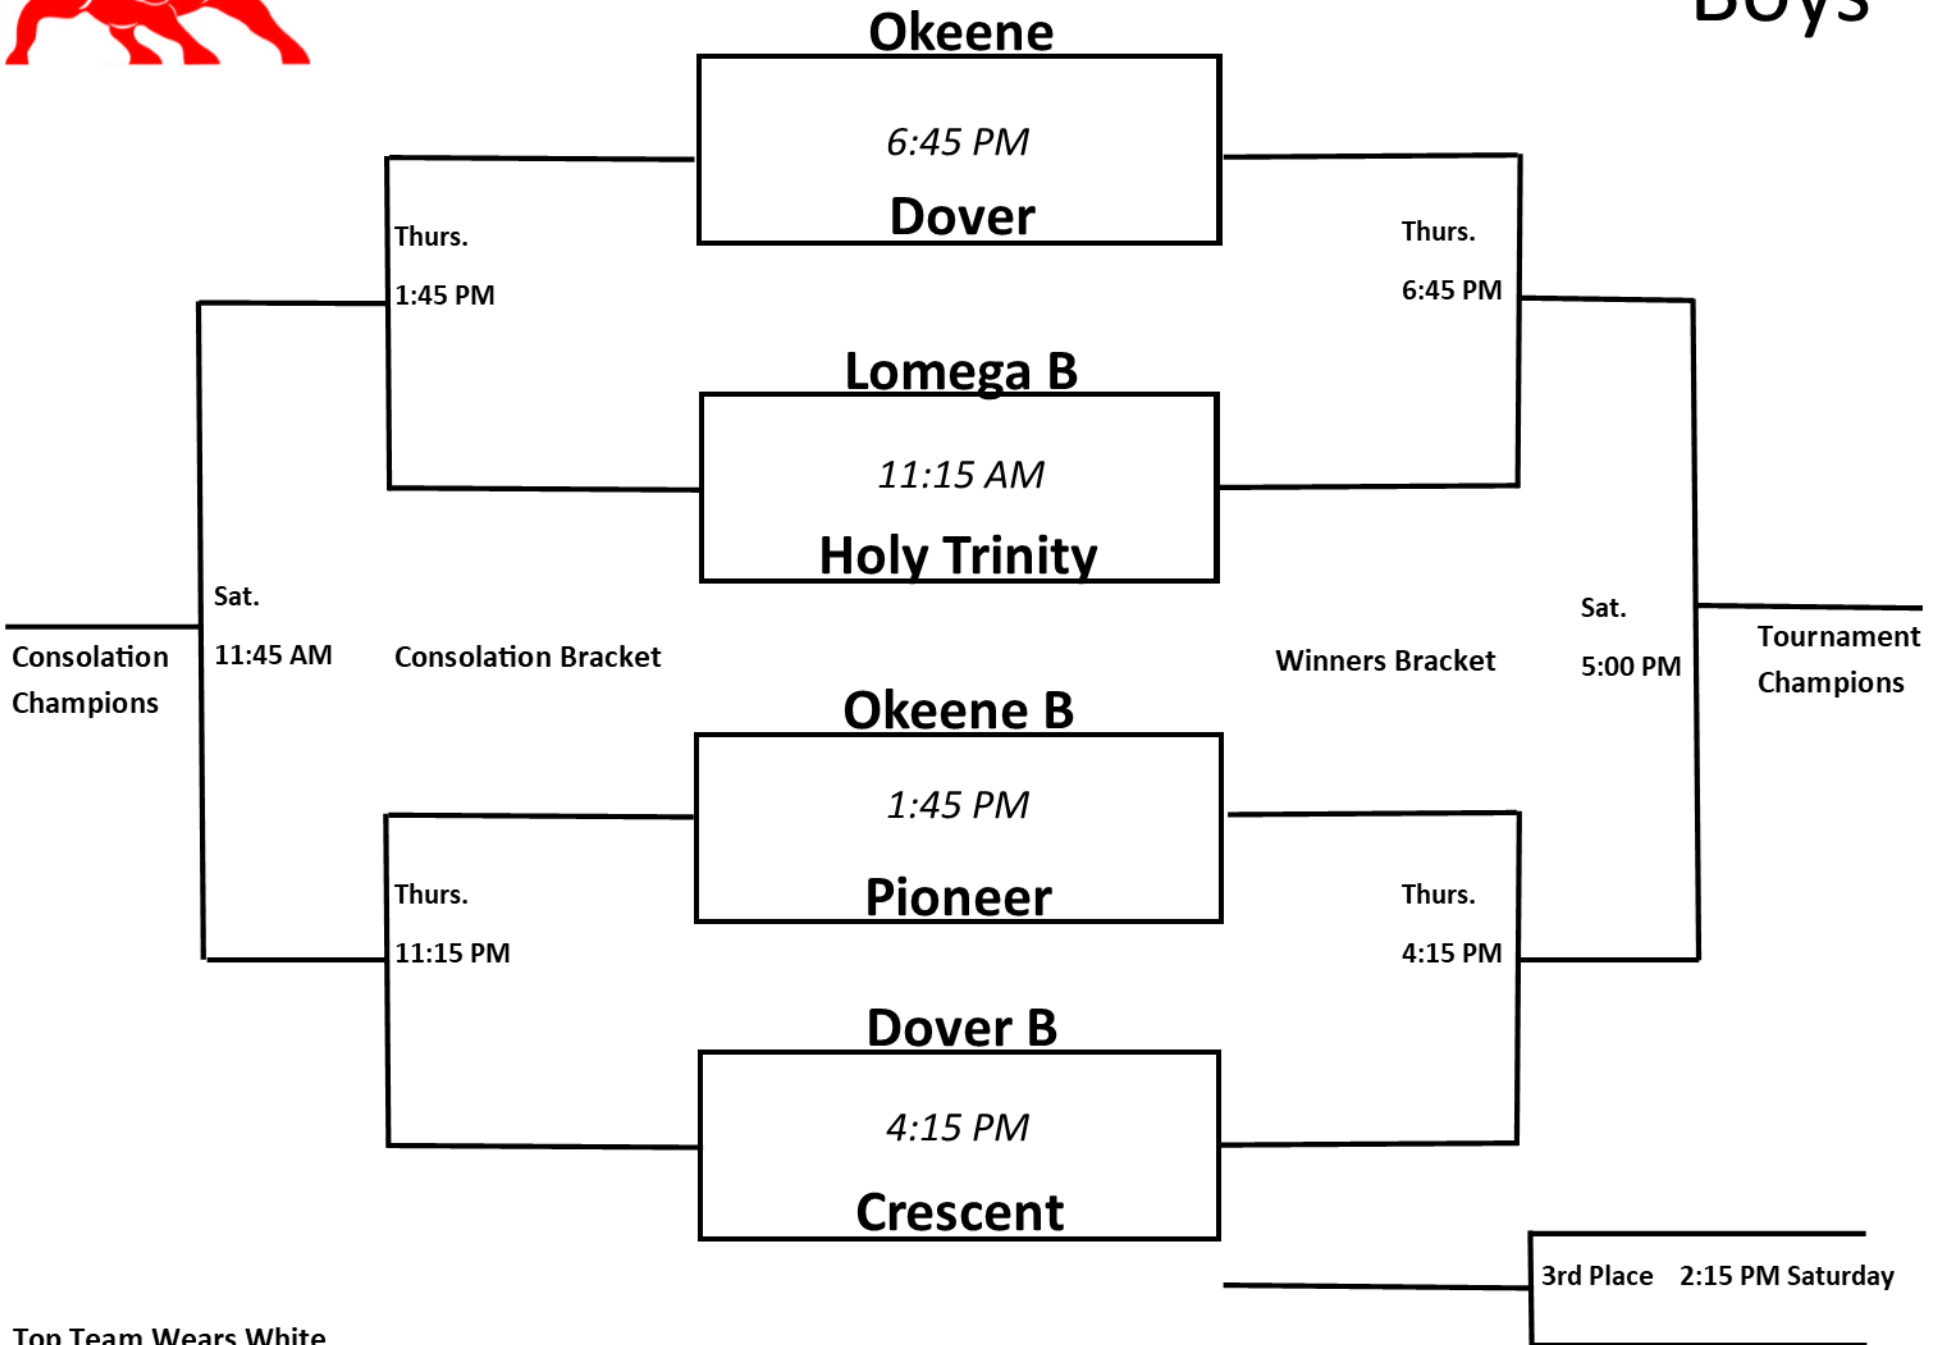 Boys
Okeene
6:45 PM
Dover
Thurs.
1:45 PM
Thurs.
6:45 PM
Lomega B
11:15 AM
Holy Trinity
Sat.
11:45 AM
Consolation
Champions
Consolation Bracket
Winners Bracket
Sat.
5:00 PM
Tournament
Champions
Okeene B
1:45 PM
Pioneer
Thurs.
11:15 PM
Thurs.
4:15 PM
Dover B
4:15 PM
Crescent
3rd Place 2:15 PM Saturday
Top Team Wears White